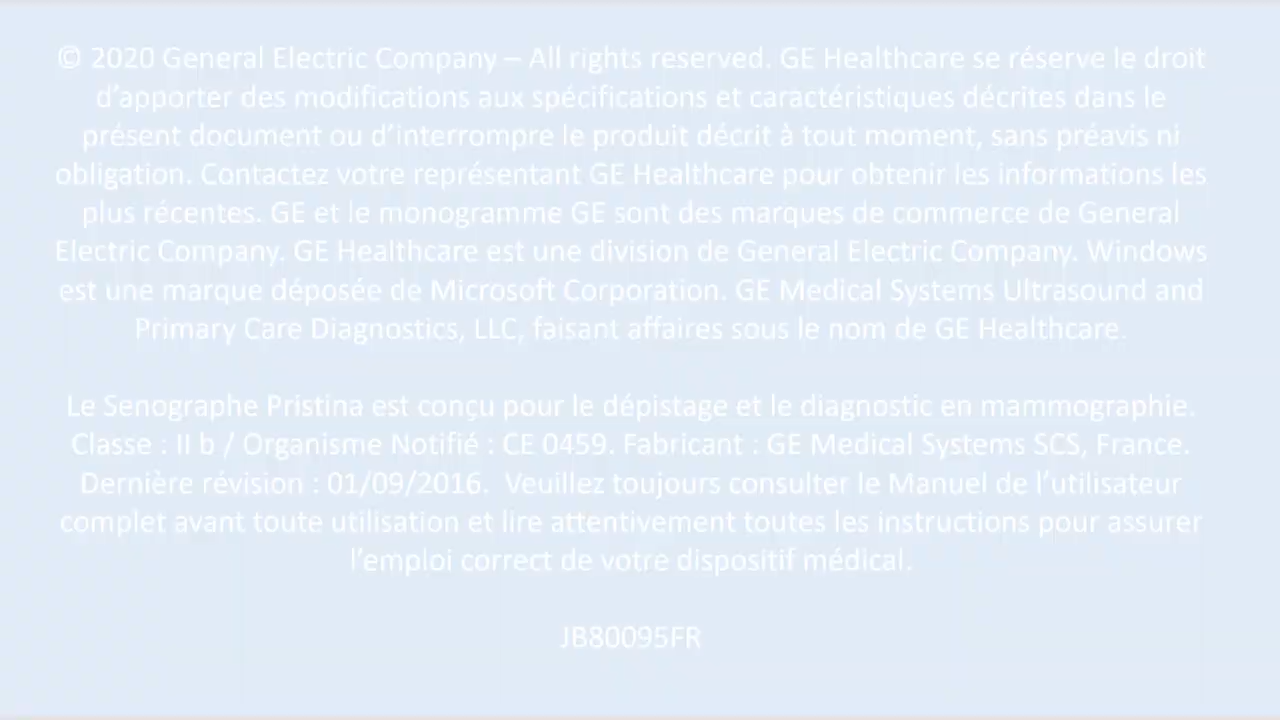 © 2020 General Electric Company – All rights reserved. GE Healthcare se réserve le droit
d’apporter des modifications aux spécifications et caractéristiques décrites dans le
présent document ou d’interrompre le produit décrit à tout moment, sans préavis ni
obligation. Contactez votre représentant GE Healthcare pour obtenir les informations les
plus récentes. GE et le monogramme GE sont des marques de commerce de General
Electric Company. GE Healthcare est une division de General Electric Company. Windows
est une marque déposée de Microsoft Corporation. GE Medical Systems Ultrasound and
Primary Care Diagnostics, LLC, faisant affaires sous le nom de GE Healthcare.
Le Senographe Pristina est conçu pour le dépistage et le diagnostic en mammographie.
Classe : II b / Organisme Notifié : CE 0459. Fabricant : GE Medical Systems SCS, France.
Dernière révision : 01/09/2016.  Veuillez toujours consulter le Manuel de l’utilisateur
complet avant toute utilisation et lire attentivement toutes les instructions pour assurer
l’emploi correct de votre dispositif médical.
JB80095FR